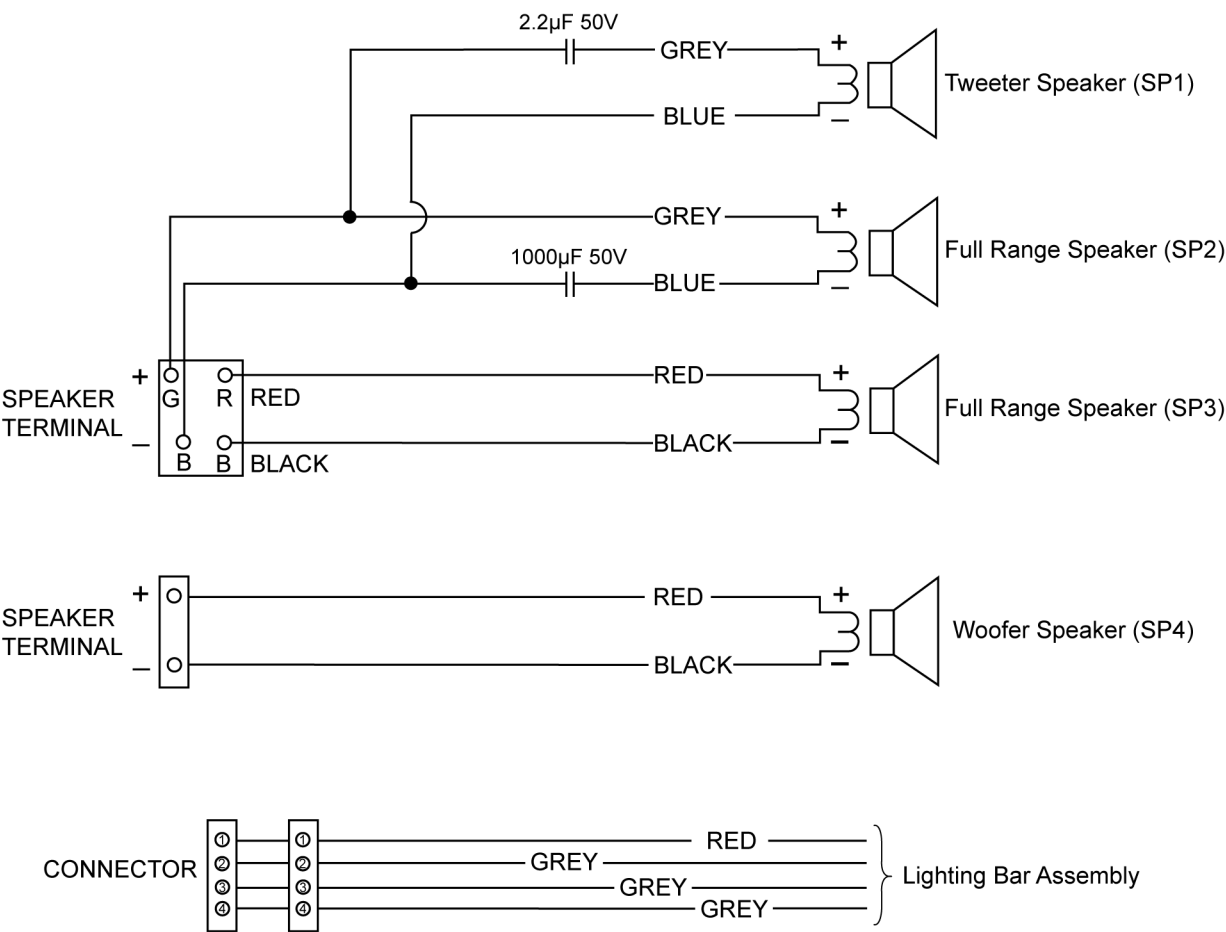 2.2µF 50V
+
GREY
Tweeter Speaker (SP1)
BLUE
–
+
GREY
1000µF 50V
Full Range Speaker (SP2)
BLUE
–
SPEAKER
TERMINAL
+
–
G
R
RED
B
B
BLACK
RED
+
Full Range Speaker (SP3)
BLACK
–
SPEAKER
TERMINAL
+
–
RED
+
Woofer Speaker (SP4)
BLACK
–
CONNECTOR
① ① RED
② ② GREY
③ ③ GREY
④ ④ GREY
Lighting Bar Assembly